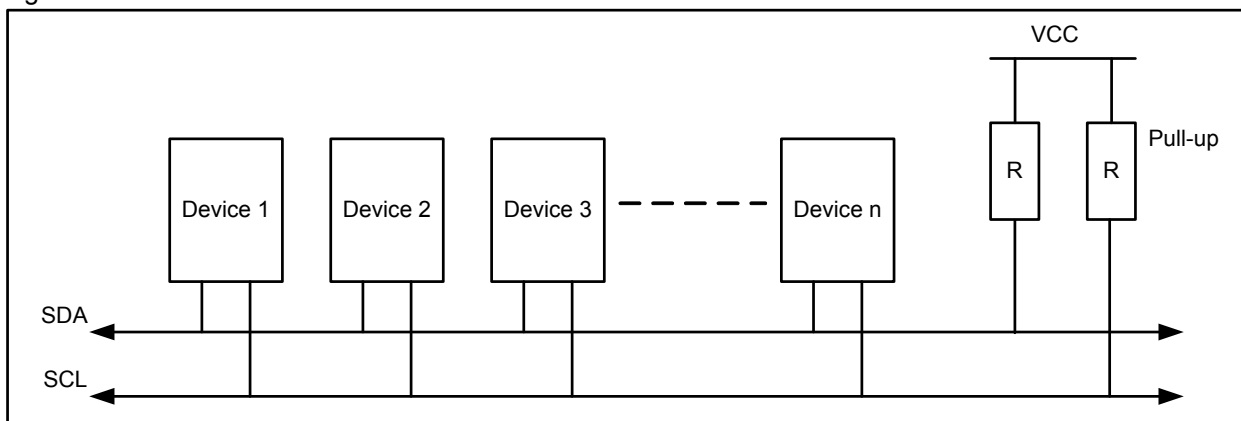 VCC
Pull-up
R
R
Device 1
Device 2
Device 3
Device n
SDA
SCL